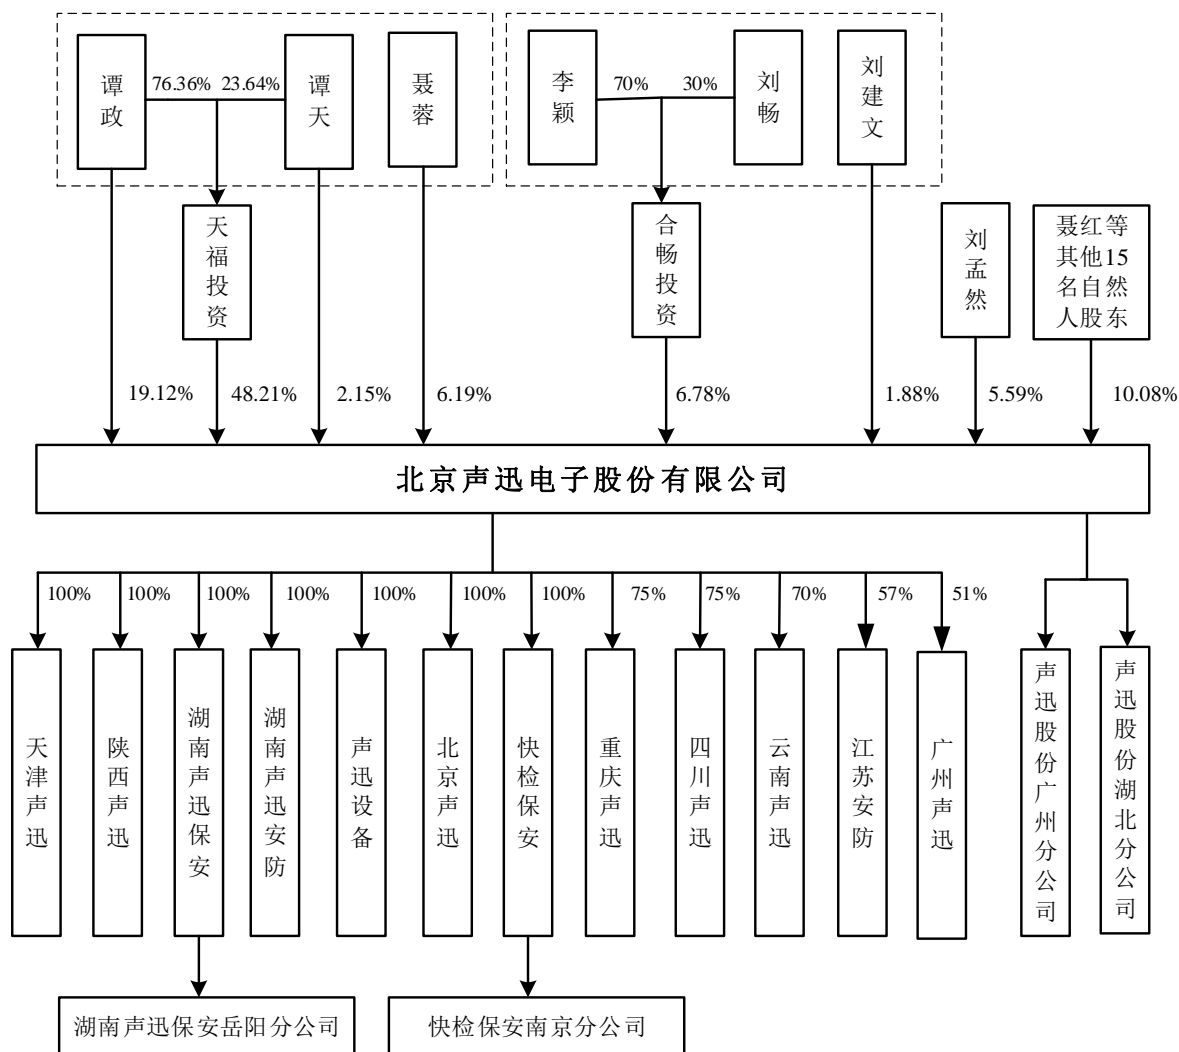 谭政
76.36%
23.64%
谭天
聂蓉
李颖
70%
30%
刘畅
刘建文
天福投资
合畅投资
刘孟然
聂红等
其他15
名自然
人股东
19.12%
48.21%
2.15%
6.19%
6.78%
1.88%
5.59%
10.08%
北京声迅电子股份有限公司
100%
100%
100%
100%
100%
100%
100%
75%
75%
70%
57%
51%
天津声迅
陕西声迅
湖南声迅保安
湖南声迅安防
声迅设备
北京声迅
快检保安
重庆声迅
四川声迅
云南声迅
江苏安防
广州声迅
声迅股份广州分公司
声迅股份湖北分公司
湖南声迅保安岳阳分公司
快检保安南京分公司